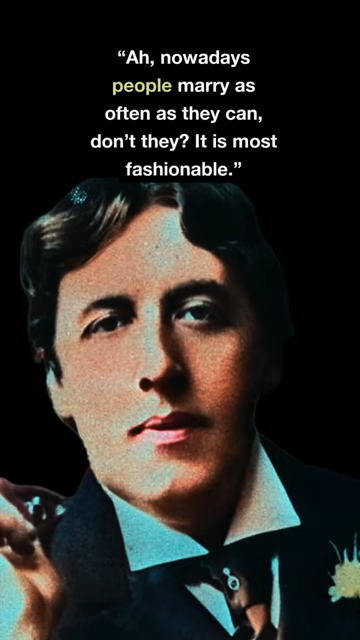 “Ah, nowadays
people marry as
often as they can,
don’t they? It is most
fashionable.”